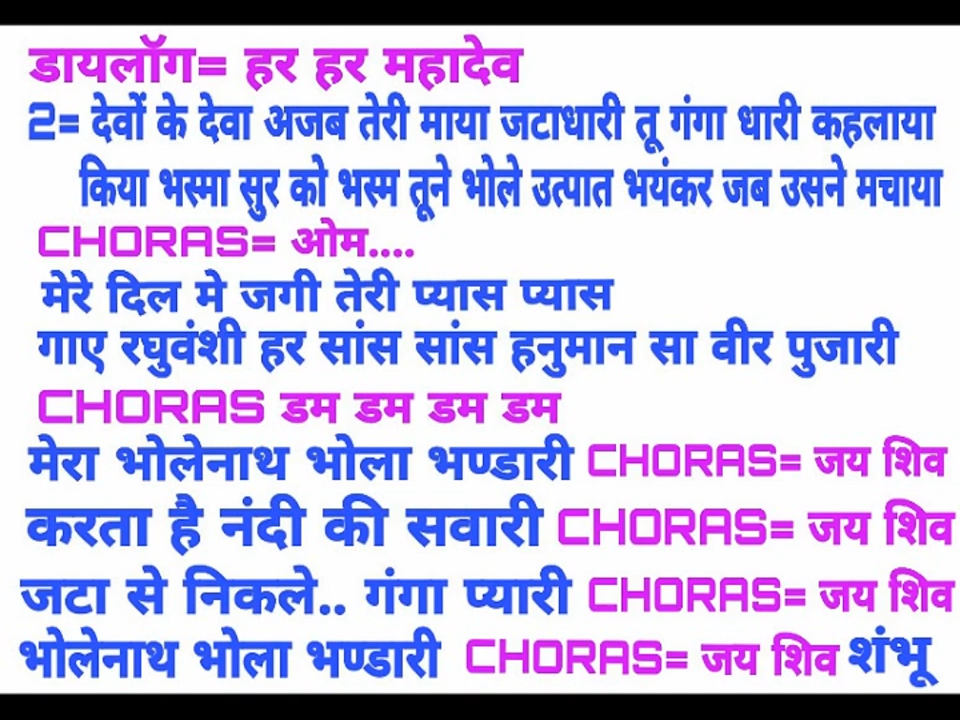 डायलॉग= हर हर महादेव
2= देवों के देवा अजब तेरी माया जटाधारी तू गंगा धारी कहलाया
किया भस्मा सुर को भस्म तूने भोले उत्पात भयंकर जब उसने मचाया
CHORAS= ओम....
मेरे दिल मे जगी तेरी प्यास प्यास
गाए रघुवंशी हर सांस सांस हनुमान सा वीर पुजारी
CHORAS डम डम डम डम
मेरा भोलेनाथ भोला भण्डारी CHORAS= जय शिव
करता है नंदी की सवारी CHORAS= जय शिव
जटा से निकले.. गंगा प्यारी CHORAS= जय शिव
भोलेनाथ भोला भण्डारी CHORAS= जय शिव शंभू